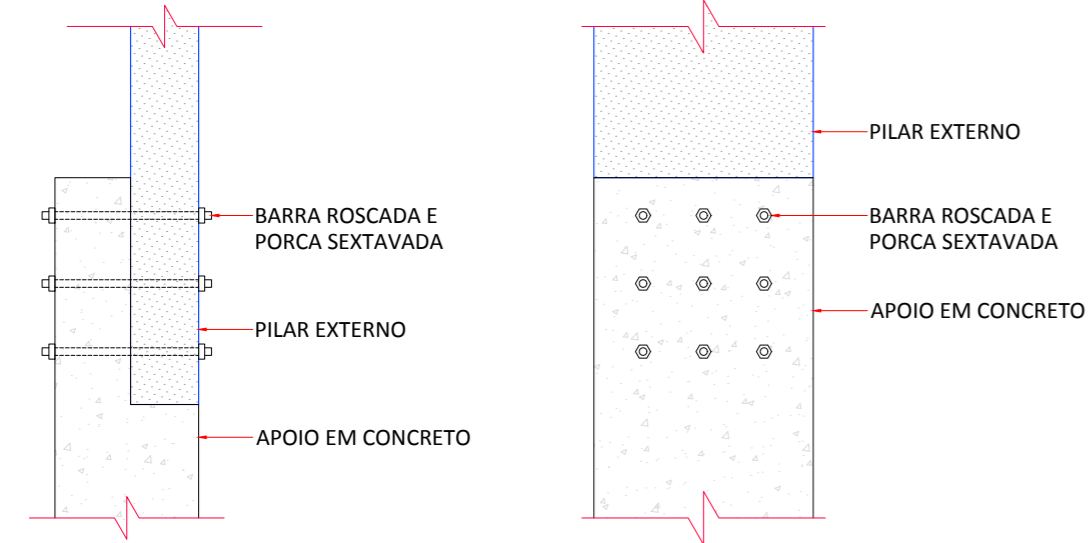 BARRA ROSCADA E
PORCA SEXTAVADA
PILAR EXTERNO
APOIO EM CONCRETO
PILAR EXTERNO
BARRA ROSCADA E
PORCA SEXTAVADA
APOIO EM CONCRETO